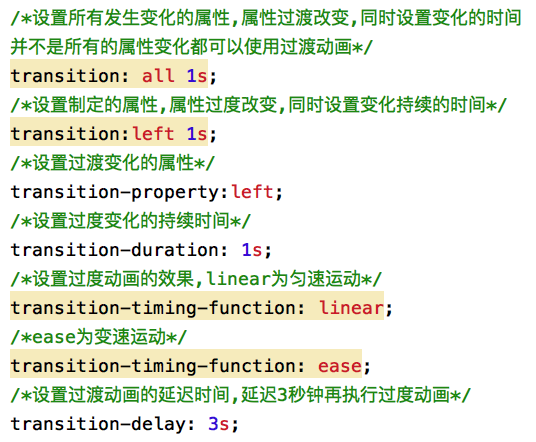 /*设置所有发生变化的属性,属性过渡改变,同时设置变化的时间
并不是所有的属性变化都可以使用过渡动画*/
transition: all 1s;
/*设置制定的属性,属性过度改变,同时设置变化持续的时间*/
transition:left 1s;
/*设置过渡变化的属性*/
transition-property:left;
/*设置过度变化的持续时间*/
transition-duration: 1s;
/*设置过度动画的效果,linear为匀速运动*/
transition-timing-function: linear;
/*ease为变速运动*/
transition-timing-function: ease;
/*设置过渡动画的延迟时间,延迟3秒钟再执行过度动画*/
transition-delay: 3s;